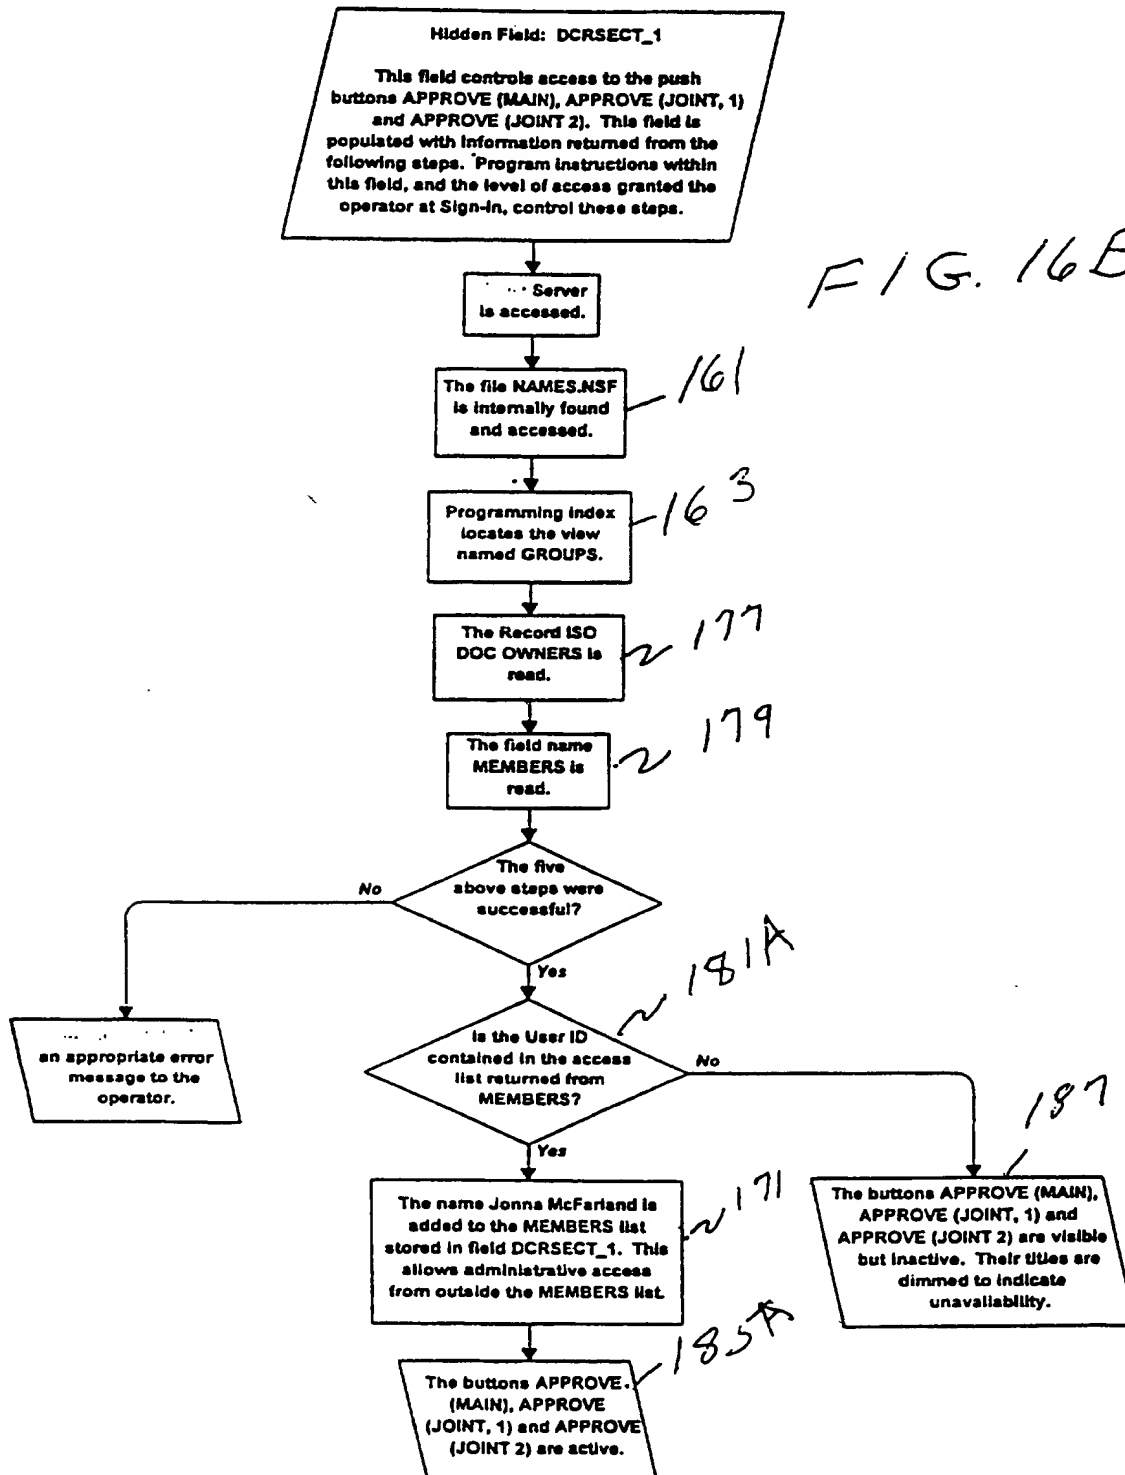 Hidden Field: DCRSECT_1
This field controls access to the push
buttons APPROVE (MAIN), APPROVE (JOINT, 1)
and APPROVE (JOINT 2). This field is
populated with information returned from the
following steps. Program instructions within
this field, and the level of access granted the
operator at Sign-in, control these steps.
FIG. 16B
Server
is accessed.
The file NAMES.NSF
is internally found
and accessed.
161
Programming index
locates the view
named GROUPS.
163
The Record ISO
DOC OWNERS is
read.
177
The field name
MEMBERS is
read.
179
The five
above steps were
successful?
No
Yes
181A
an appropriate error
message to the
operator.
Is the User ID
contained in the access
list returned from
MEMBERS?
No
Yes
187
The name Jonna McFarland is
added to the MEMBERS list
stored in field DCRSECT_1. This
allows administrative access
from outside the MEMBERS list.
171
The buttons APPROVE (MAIN),
APPROVE (JOINT, 1) and
APPROVE (JOINT 2) are visible
but inactive. Their titles are
dimmed to indicate
unavailability.
185A
The buttons APPROVE
(MAIN), APPROVE
(JOINT, 1) and APPROVE
(JOINT 2) are active.